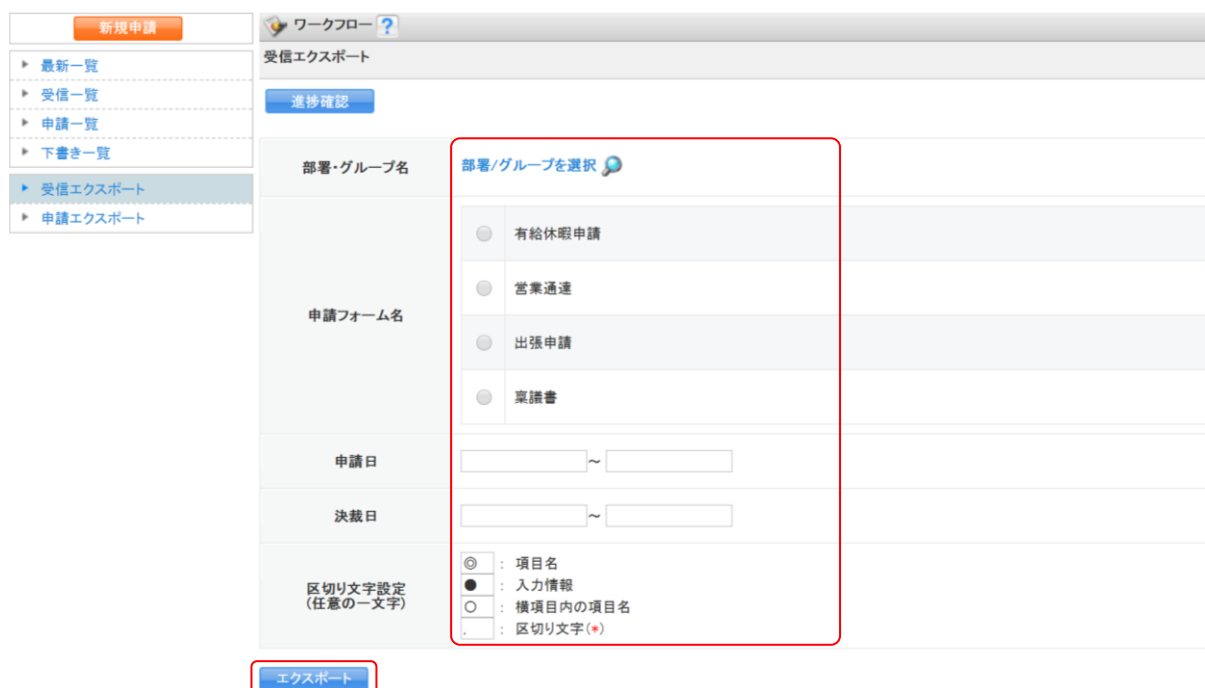 新規申請
最新一覧
受信一覧
申請一覧
下書き一覧
受信エクスポート
申請エクスポート
ワークフロー ?
受信エクスポート
進捗確認
部署・グループ名
部署/グループを選択
申請フォーム名
有給休暇申請
営業通達
出張申請
稟議書
申請日
~
決裁日
~
区切り文字設定
(任意の一文字)
◎ : 項目名
● : 入力情報
○ : 横項目内の項目名
. : 区切り文字(*)
エクスポート